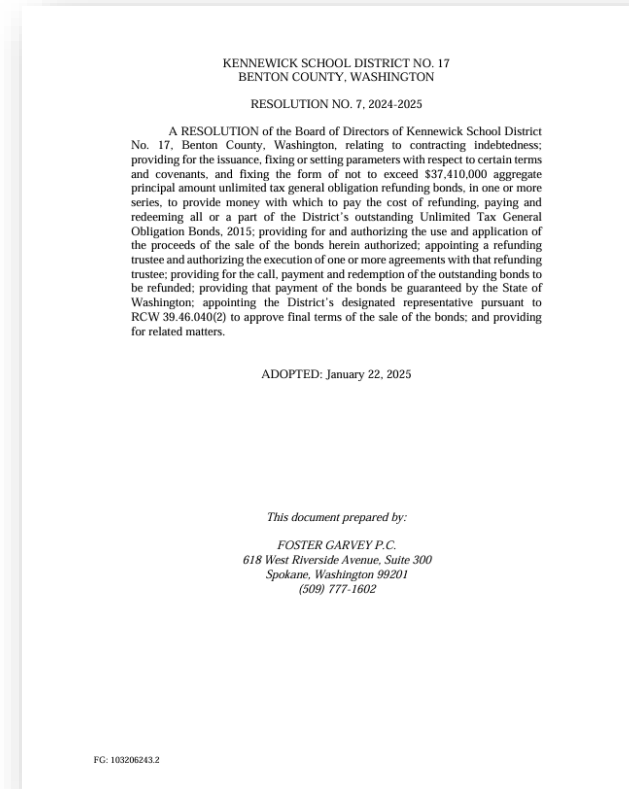 KENNEWICK SCHOOL DISTRICT NO. 17
BENTON COUNTY, WASHINGTON
RESOLUTION NO. 7, 2024-2025
A RESOLUTION of the Board of Directors of Kennewick School District
No. 17, Benton County, Washington, relating to contracting indebtedness;
providing for the issuance, fixing or setting parameters with respect to certain terms
and covenants, and fixing the form of not to exceed $37,410,000 aggregate
principal amount unlimited tax general obligation refunding bonds, in one or more
series, to provide money with which to pay the cost of refunding, paying and
redeeming all or a part of the District's outstanding Unlimited Tax General
Obligation Bonds, 2015; providing for and authorizing the use and application of
the proceeds of the sale of the bonds herein authorized; appointing a refunding
trustee and authorizing the execution of one or more agreements with that refunding
trustee; providing for the call, payment and redemption of the outstanding bonds to
be refunded; providing that payment of the bonds be guaranteed by the State of
Washington; appointing the District's designated representative pursuant to
RCW 39.46.040(2) to approve final terms of the sale of the bonds; and providing
for related matters.
ADOPTED: January 22, 2025
This document prepared by:
FOSTER GARVEY P.C.
618 West Riverside Avenue, Suite 300
Spokane, Washington 99201
(509) 777-1602
FG: 103206243.2